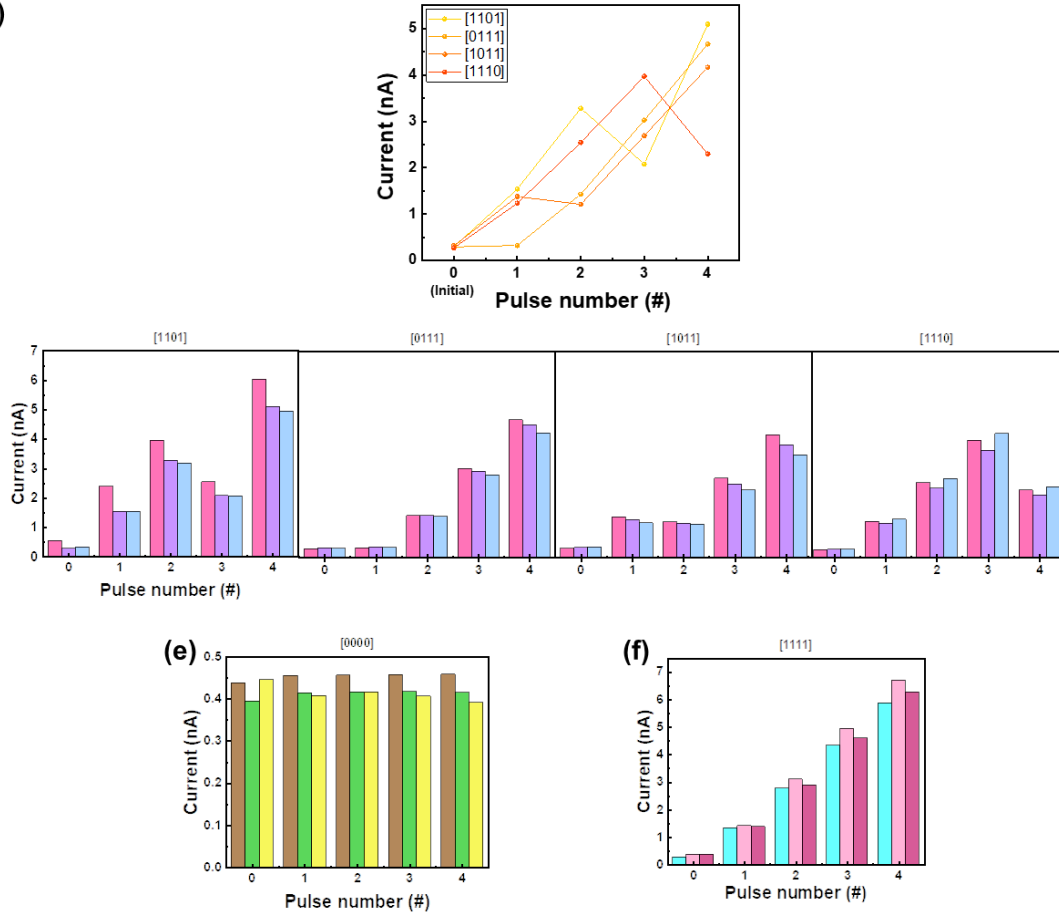 )
[1101]
[0111]
[1011]
[1110]
5
4
3
2
1
0
Current (nA)
0 1 2 3 4
(Initial)
Pulse number (#)
[1101] [0111] [1011] [1110]
7
6
5
4
3
2
1
0
Current (nA)
0 1 2 3 4 0 1 2 3 4 0 1 2 3 4 0 1 2 3 4
Pulse number (#)
(e)
[0000]
0.5
0.4
0.3
0.2
0.1
0.0
Current (nA)
0 1 2 3 4
Pulse number (#)
(f)
[1111]
7
6
5
4
3
2
1
0
Current (nA)
0 1 2 3 4
Pulse number (#)